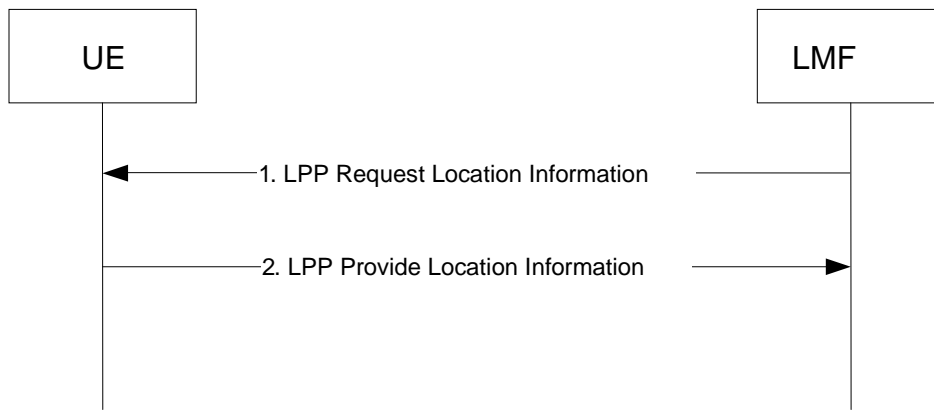 UE
LMF
1. LPP Request Location Information
2. LPP Provide Location Information